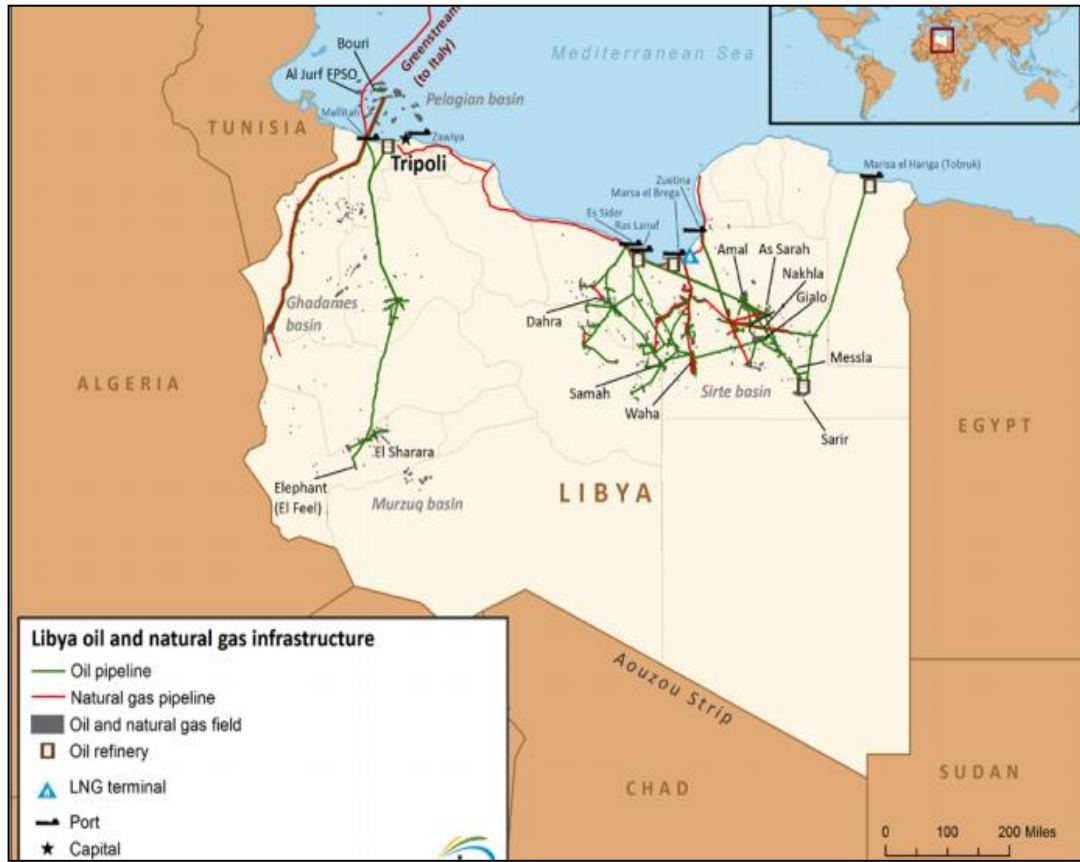 Bouri
Greenstream
(to Italy)
Mediterranean Sea
Al Jurf FPSO
Pelagian basin
Mellitah
TUNISIA
Zawiya
Tripoli
Marsa el Hariga (Tobruk)
Zuetina
Marsa el Brega
Es Sider
Ras Lanuf
Amal
As Sarah
Nakhla
Gialo
Ghadames
basin
Dahra
Messla
ALGERIA
Samah
Sirte basin
Waha
EGYPT
Sarir
El Sharara
Elephant
(El Feel)
LIBYA
Murzuq basin
Libya oil and natural gas infrastructure
Oil pipeline
Natural gas pipeline
Oil and natural gas field
Oil refinery
LNG terminal
Port
Capital
Aouzou Strip
CHAD
SUDAN
0 100 200 Miles